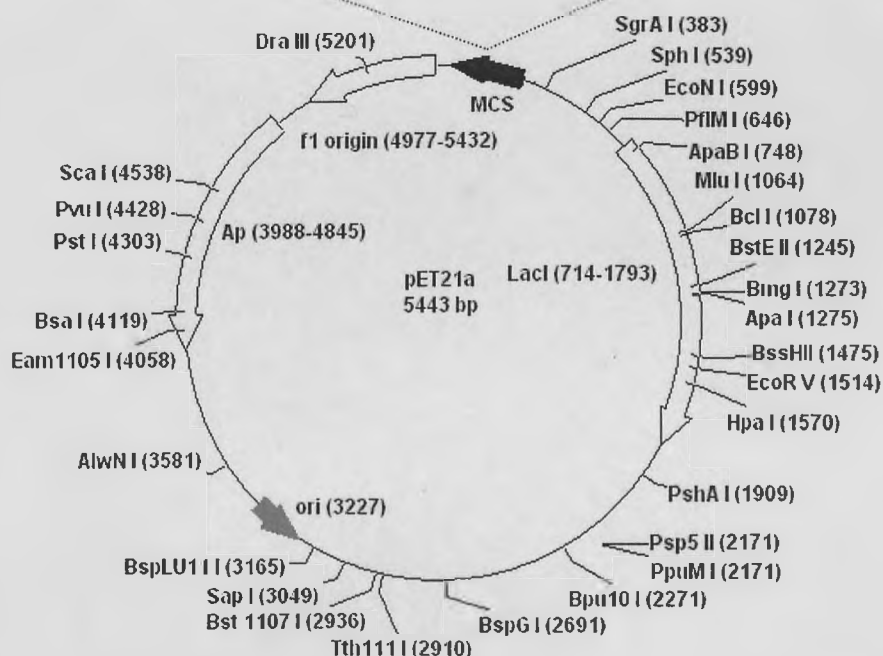 Dra III (5201)
MCS
f1 origin (4977-5432)
SgrA I (383)
Sph I (539)
EcoN I (599)
PflM I (646)
ApaB I (748)
Mlu I (1064)
Bcl I (1078)
BstE II (1245)
Bmg I (1273)
Apa I (1275)
BssHII (1475)
EcoR V (1514)
Hpa I (1570)
LacI (714-1793)
pET21a
5443 bp
Sca I (4538)
Pvu I (4428)
Pst I (4303)
Ap (3988-4845)
Bsa I (4119)
Eam1105 I (4058)
AlwN I (3581)
ori (3227)
PshA I (1909)
Psp5 II (2171)
PpuM I (2171)
Bpu10 I (2271)
BspG I (2691)
Tth111 I (2910)
Bst 1107 I (2936)
Sap I (3049)
BspLU11 I (3165)